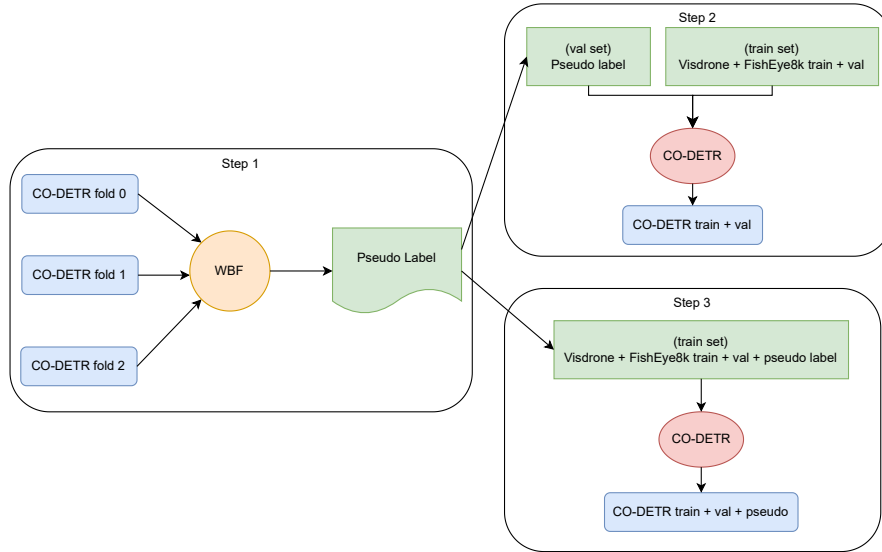 Step 1
CO-DETR fold 0
CO-DETR fold 1
CO-DETR fold 2
WBF
Pseudo Label
Step 2
(val set)
Pseudo label
(train set)
Visdrone + FishEye8k train + val
CO-DETR
CO-DETR train + val
Step 3
(train set)
Visdrone + FishEye8k train + val + pseudo label
CO-DETR
CO-DETR train + val + pseudo